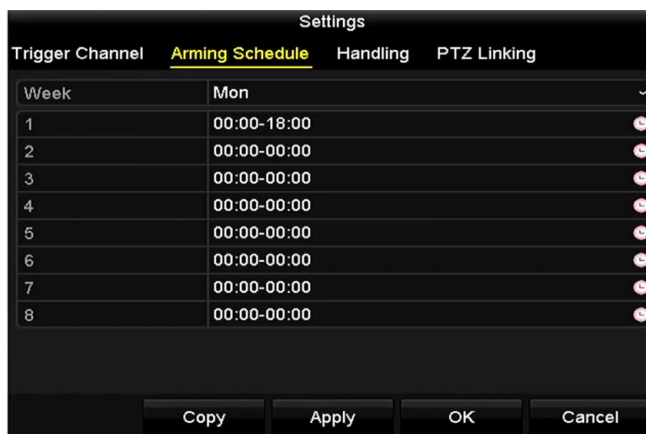 Settings
Trigger Channel Arming Schedule Handling PTZ Linking
Week Mon
1 00:00-18:00
2 00:00-00:00
3 00:00-00:00
4 00:00-00:00
5 00:00-00:00
6 00:00-00:00
7 00:00-00:00
8 00:00-00:00
Copy Apply OK Cancel